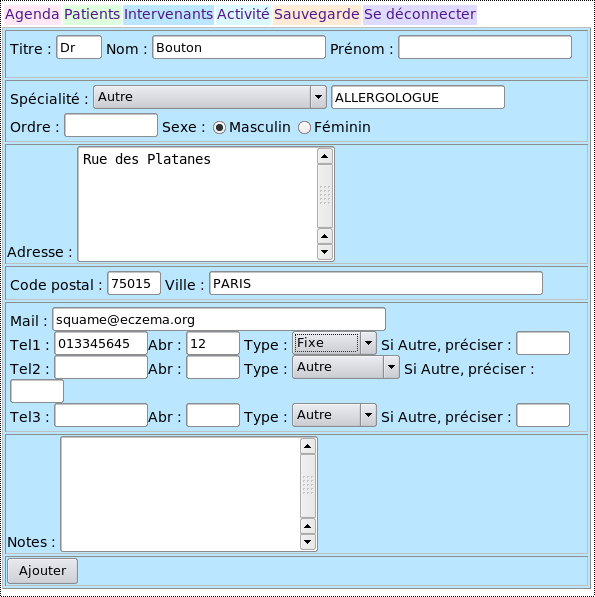 Agenda Patients Intervenants Activité Sauvegarde Se déconnecter
Titre : Dr Nom : Bouton Prénom :
Spécialité : Autre ALLERGOLOGUE
Ordre : Sexe : Masculin Féminin
Rue des Platanes
Adresse :
Code postal : 75015 Ville : PARIS
Mail : squame@eczema.org
Tel1 : 013345645 Abr : 12 Type : Fixe Si Autre, préciser :
Tel2 : Abr : Type : Autre Si Autre, préciser :
Tel3 : Abr : Type : Autre Si Autre, préciser :
Notes :
Ajouter